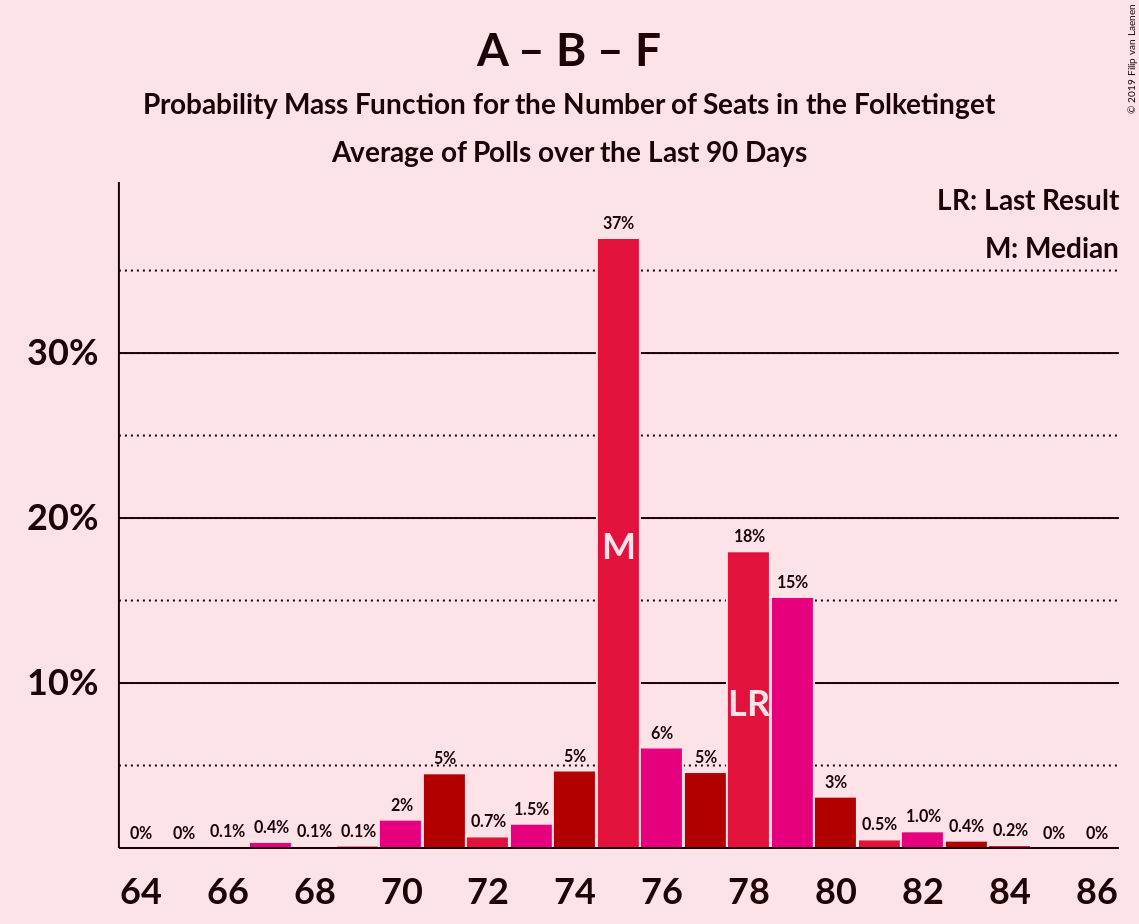 A – B – F
Probability Mass Function for the Number of Seats in the Folketinget
Average of Polls over the Last 90 Days
© 2019 Filip van Laenen
LR: Last Result
M: Median
30%
20%
10%
0% 0% 0.1% 0.4% 0.1% 0.1% 2% 5% 0.7% 1.5% 5% 37% 6% 5% 18% 15% 3% 0.5% 1.0% 0.4% 0.2% 0% 0%
M
LR
64 66 68 70 72 74 76 78 80 82 84 86